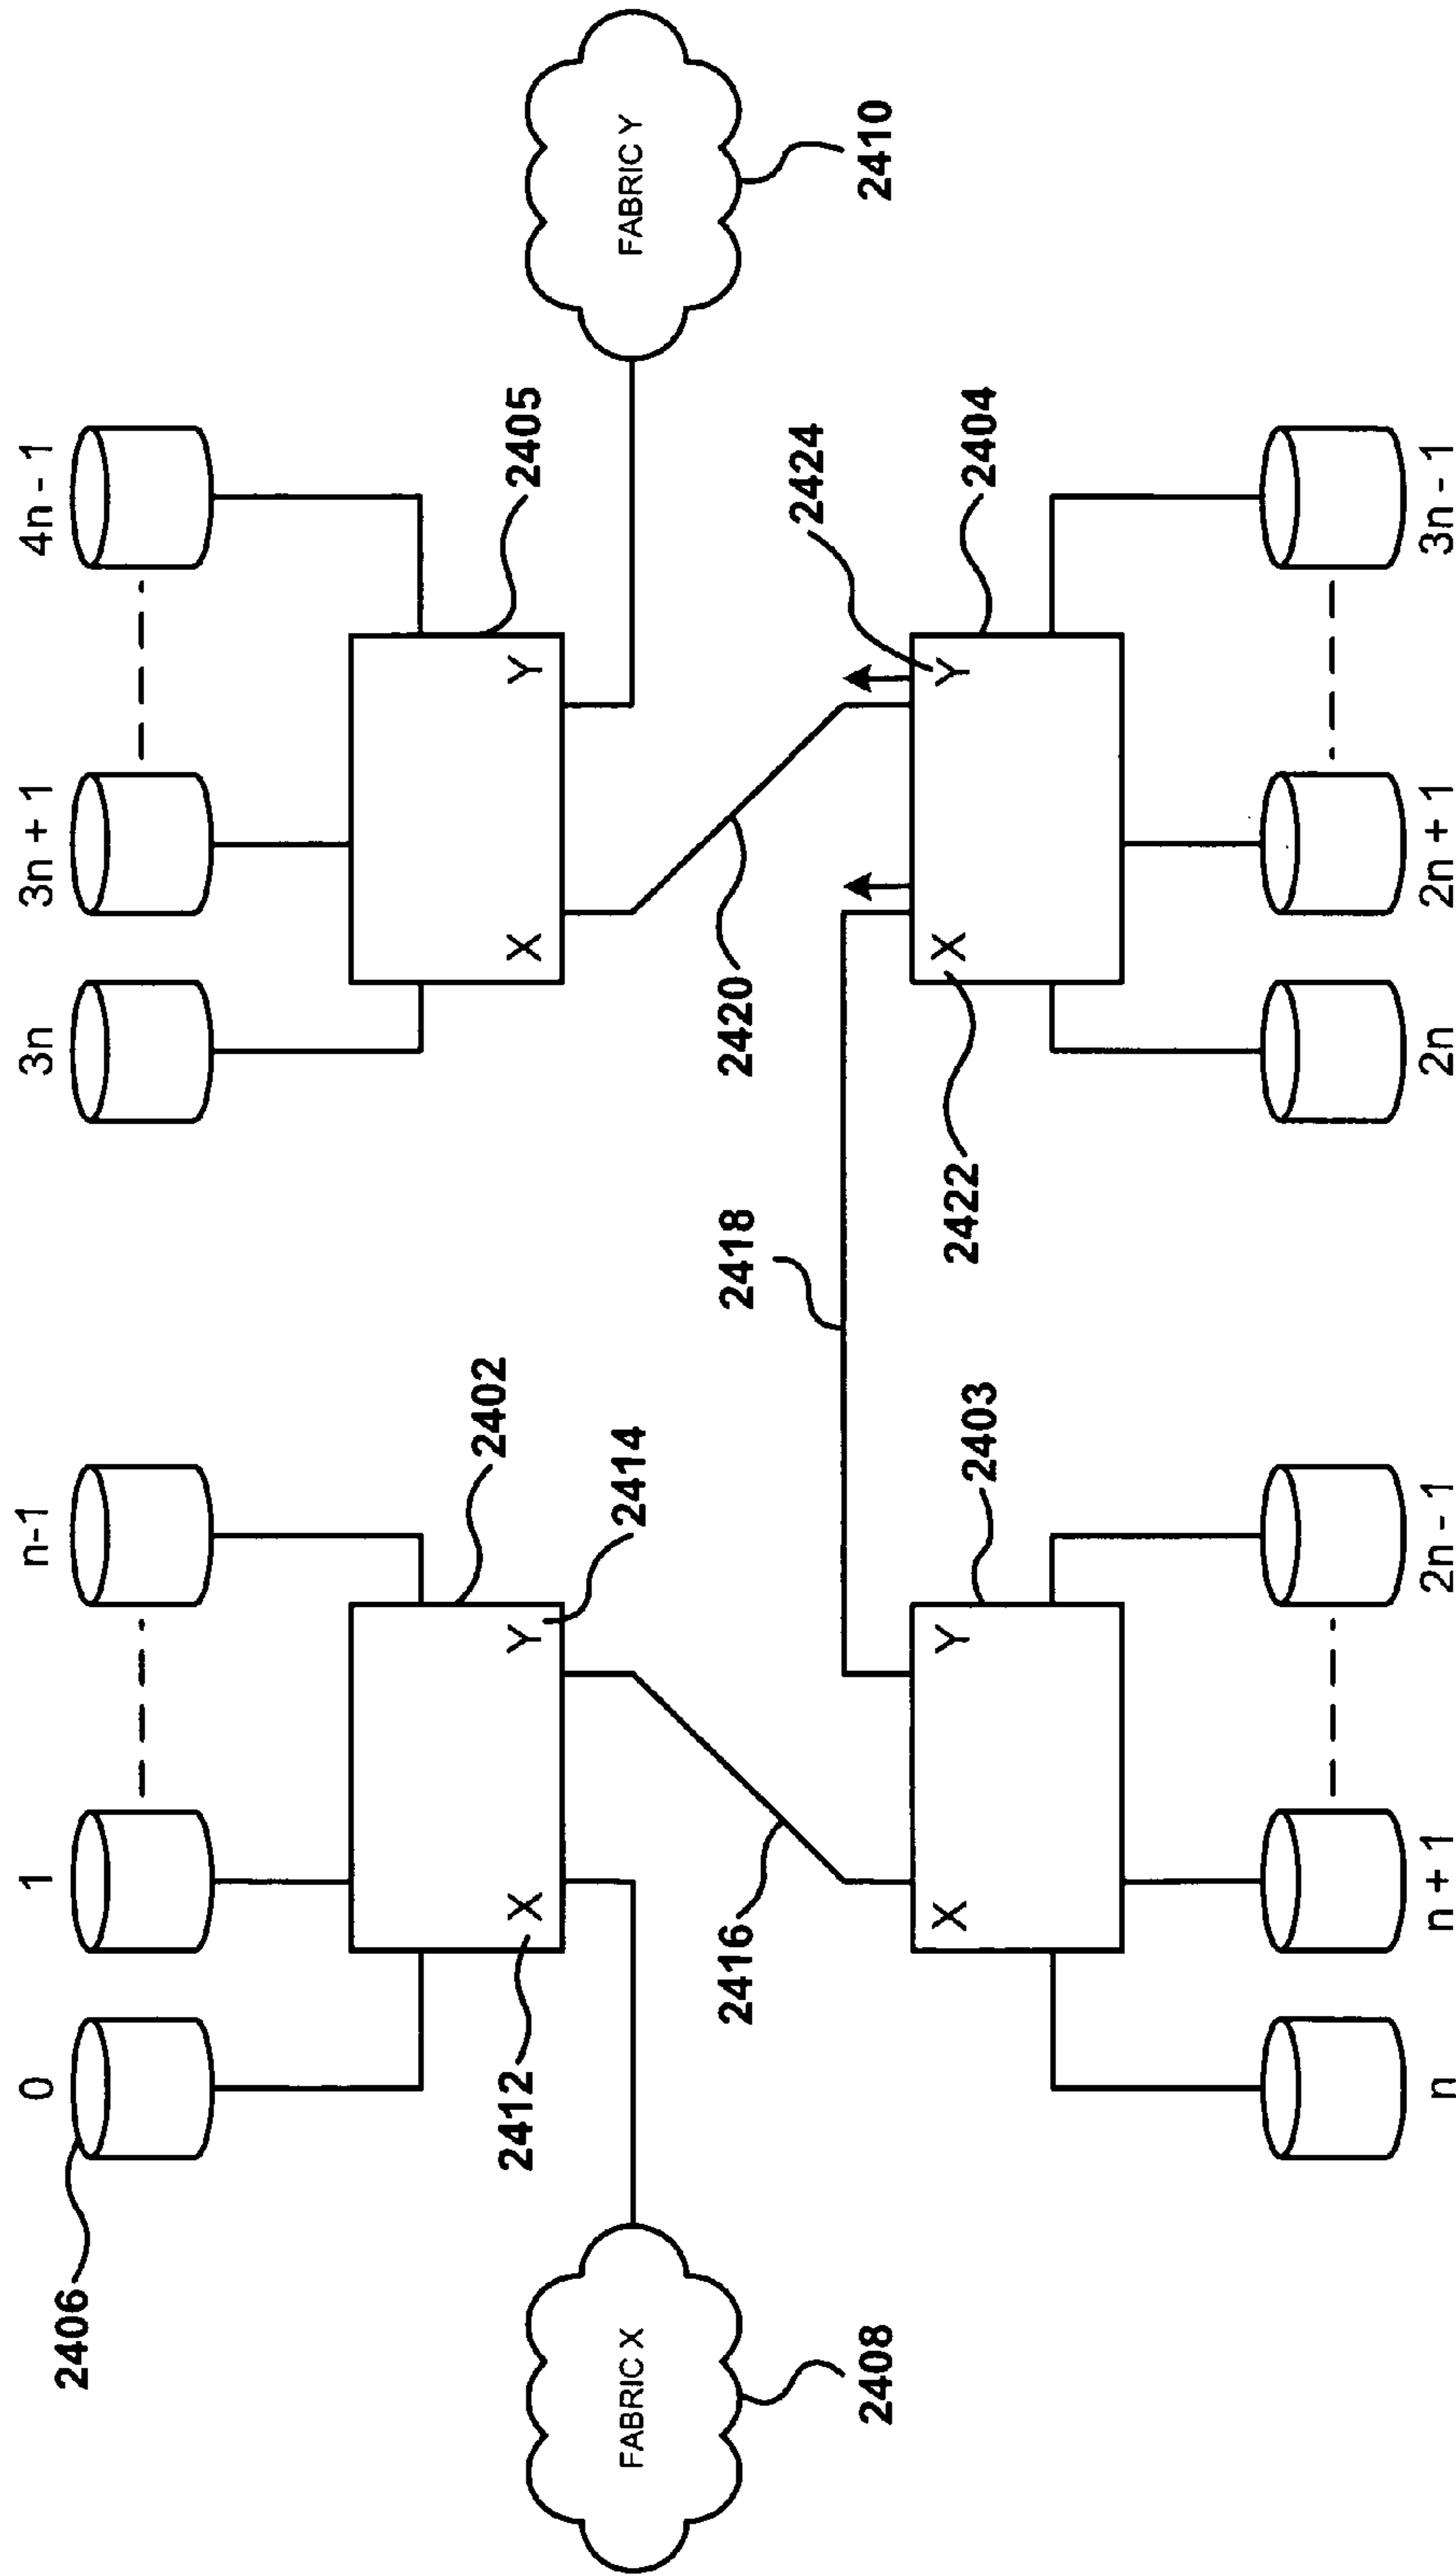 2406
0
1
n-1
3n
3n + 1
4n - 1
2402
2405
X
Y
X
Y
2412
2414
FABRIC X
FABRIC Y
2408
2410
2416
2418
2420
2424
2422
X
Y
X
Y
2403
2404
n
n + 1
2n - 1
2n
2n + 1
3n - 1